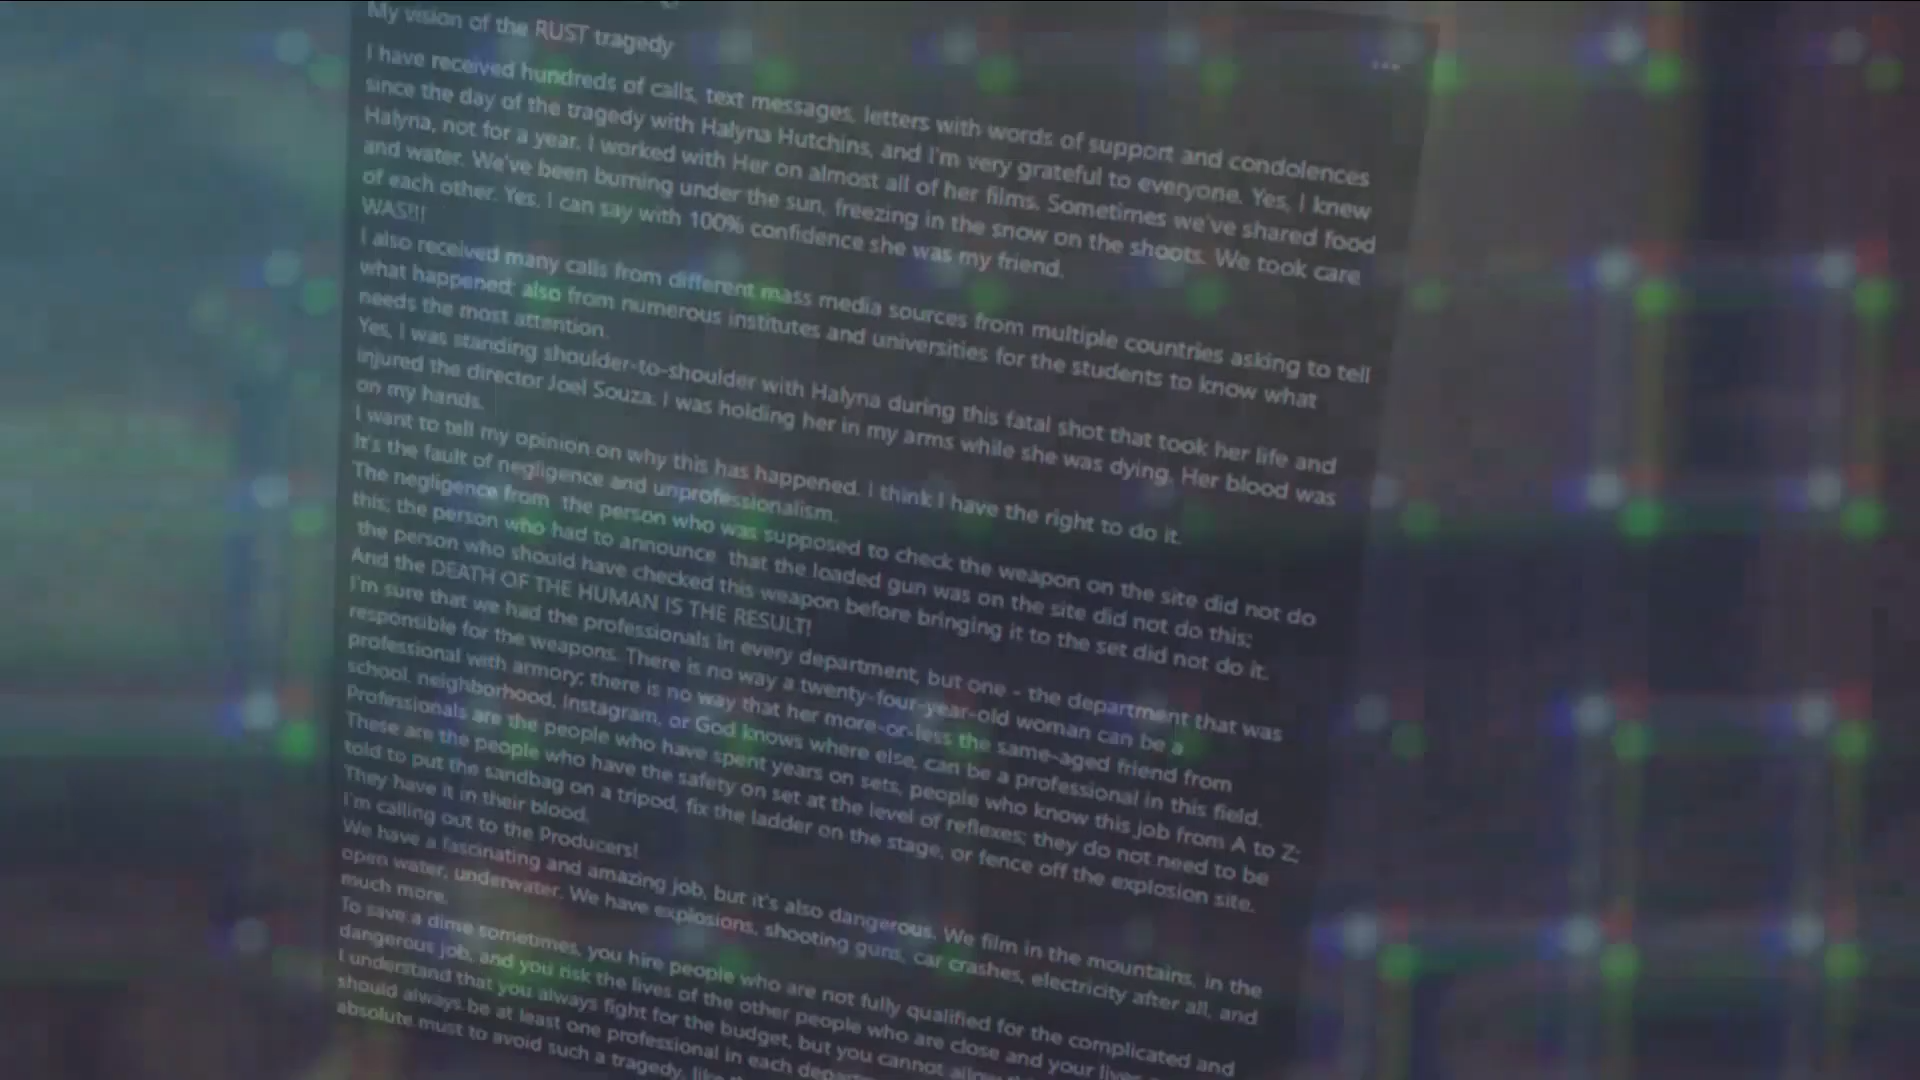 My vision of the RUST tragedy
I have received hundreds of calls, text messages, letters with words of support and condolences
since the day of the tragedy with Halyna Hutchins, and I'm very grateful to everyone. Yes, I knew
Halyna, not for a year. I worked with Her on almost all of her films. Sometimes we've shared food
and water. We've been burning under the sun, freezing in the snow on the shoots. We took care
of each other. Yes, I can say with 100% confidence she was my friend.
WAS!!!
I also received many calls from different mass media sources from multiple countries asking to tell
what happened; also from numerous institutes and universities for the students to know what
needs the most attention.
Yes, I was standing shoulder-to-shoulder with Halyna during this fatal shot that took her life and
injured the director Joel Souza. I was holding her in my arms while she was dying. Her blood was
on my hands.
I want to tell my opinion on why this has happened. I think I have the right to do it.
It's the fault of negligence and unprofessionalism.
The negligence from the person who was supposed to check the weapon on the site did not do
this; the person who had to announce that the loaded gun was on the site did not do this;
the person who should have checked this weapon before bringing it to the set did not do it.
And the DEATH OF THE HUMAN IS THE RESULT!
I'm sure that we had the professionals in every department, but one - the department that was
responsible for the weapons. There is no way a twenty-four-year-old woman can be a
professional with armory; there is no way that her more-or-less the same-aged friend from
school, neighborhood, Instagram, or God knows where else, can be a professional in this field.
Professionals are the people who have spent years on sets, people who know this job from A to Z;
These are the people who have the safety on set at the level of reflexes; they do not need to be
told to put the sandbag on a tripod, fix the ladder on the stage, or fence off the explosion site.
They have it in their blood.
I'm calling out to the Producers!
We have a fascinating and amazing job, but it's also dangerous. We film in the mountains, in the
open water, underwater. We have explosions, shooting guns, car crashes, electricity after all, and
much more.
To save a dime sometimes, you hire people who are not fully qualified for the complicated and
dangerous job, and you risk the lives of the other people who are close and your lives
I understand that you always fight for the budget, but you cannot allow
should always be at least one professional in each
absolute must to avoid such a tragedy, like